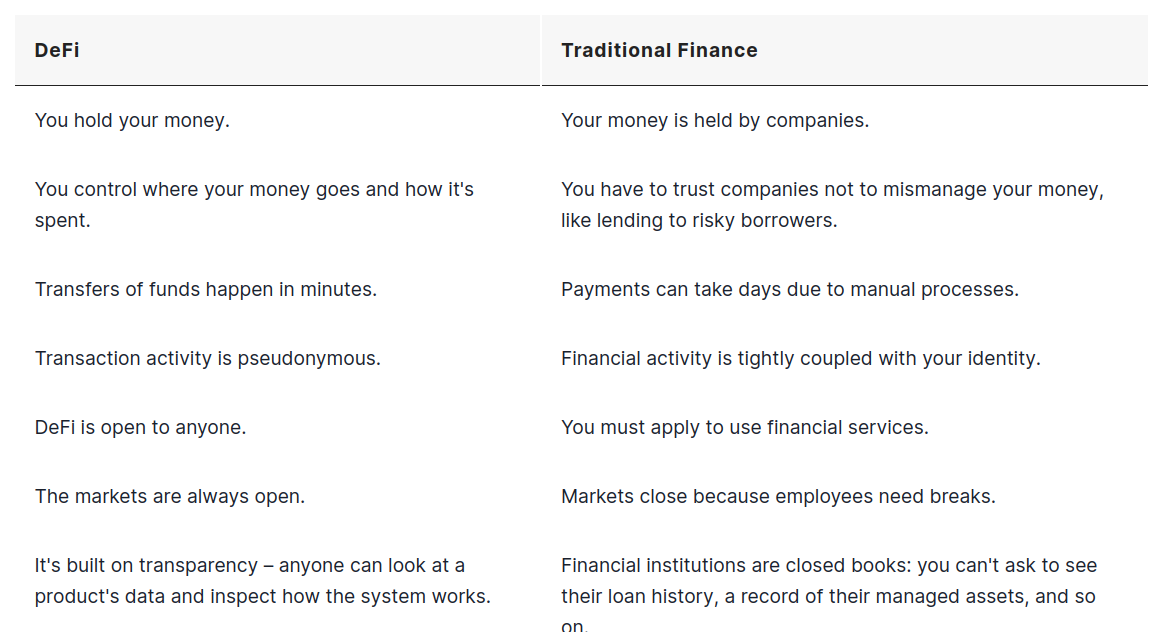 DeFi
Traditional Finance
You hold your money.
Your money is held by companies.
You control where your money goes and how it's
spent.
You have to trust companies not to mismanage your money,
like lending to risky borrowers.
Transfers of funds happen in minutes.
Payments can take days due to manual processes.
Transaction activity is pseudonymous.
Financial activity is tightly coupled with your identity.
DeFi is open to anyone.
You must apply to use financial services.
The markets are always open.
Markets close because employees need breaks.
It's built on transparency – anyone can look at a
product's data and inspect how the system works.
Financial institutions are closed books: you can't ask to see
their loan history, a record of their managed assets, and so
on.